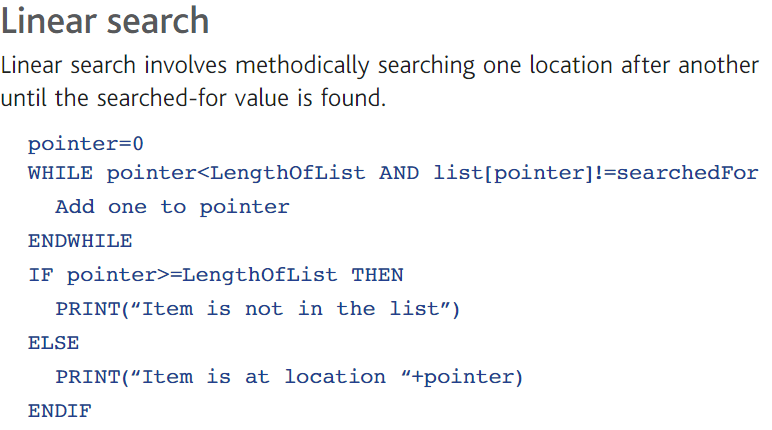 Linear search
Linear search involves methodically searching one location after another
until the searched-for value is found.
pointer=0
WHILE pointer<LengthOfList AND list[pointer]!=searchedFor
Add one to pointer
ENDWHILE
IF pointer>=LengthOfList THEN
PRINT(“Item is not in the list”)
ELSE
PRINT(“Item is at location “+pointer)
ENDIF